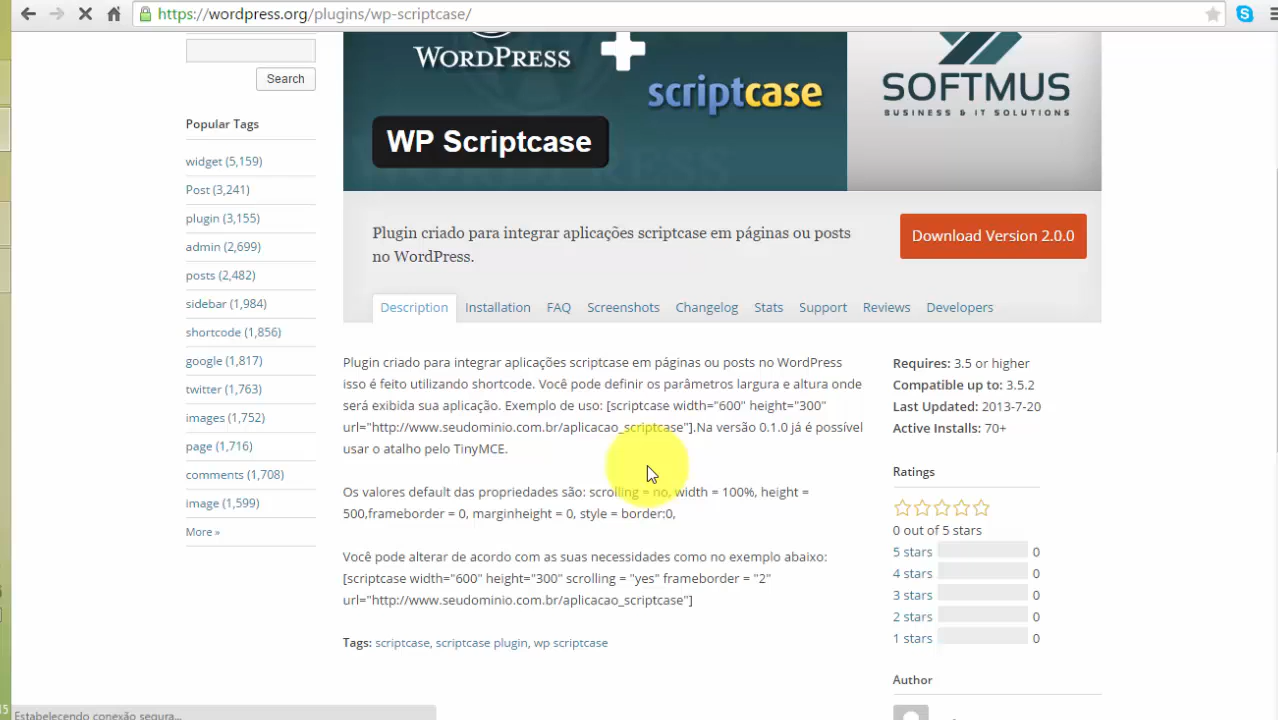 https://wordpress.org/plugins/wp-scriptcase/
WORDPRESS
scriptcase
SOFTMUS
BUSINESS & IT SOLUTIONS
WP Scriptcase
Search
Popular Tags
widget (5,159)
Post (3,241)
plugin (3,155)
admin (2,699)
posts (2,482)
sidebar (1,984)
shortcode (1,856)
google (1,817)
twitter (1,763)
images (1,752)
page (1,716)
comments (1,708)
image (1,599)
More »
Plugin criado para integrar aplicações scriptcase em páginas ou posts
no WordPress.
Download Version 2.0.0
Description Installation FAQ Screenshots Changelog Stats Support Reviews Developers
Plugin criado para integrar aplicações scriptcase em páginas ou posts no WordPress
isso é feito utilizando shortcode. Você pode definir os parâmetros largura e altura onde
será exibida sua aplicação. Exemplo de uso: [scriptcase width="600" height="300"
url="http://www.seudominio.com.br/aplicacao_scriptcase"].Na versão 0.1.0 já é possível
usar o atalho pelo TinyMCE.
Os valores default das propriedades são: scrolling = no, width = 100%, height =
500,frameborder = 0, marginheight = 0, style = border:0,
Você pode alterar de acordo com as suas necessidades como no exemplo abaixo:
[scriptcase width="600" height="300" scrolling = "yes" frameborder = "2"
url="http://www.seudominio.com.br/aplicacao_scriptcase"]
Tags: scriptcase, scriptcase plugin, wp scriptcase
Requires: 3.5 or higher
Compatible up to: 3.5.2
Last Updated: 2013-7-20
Active Installs: 70+
Ratings
0 out of 5 stars
5 stars 0
4 stars 0
3 stars 0
2 stars 0
1 stars 0
Author
Estabelecendo conexão segura...